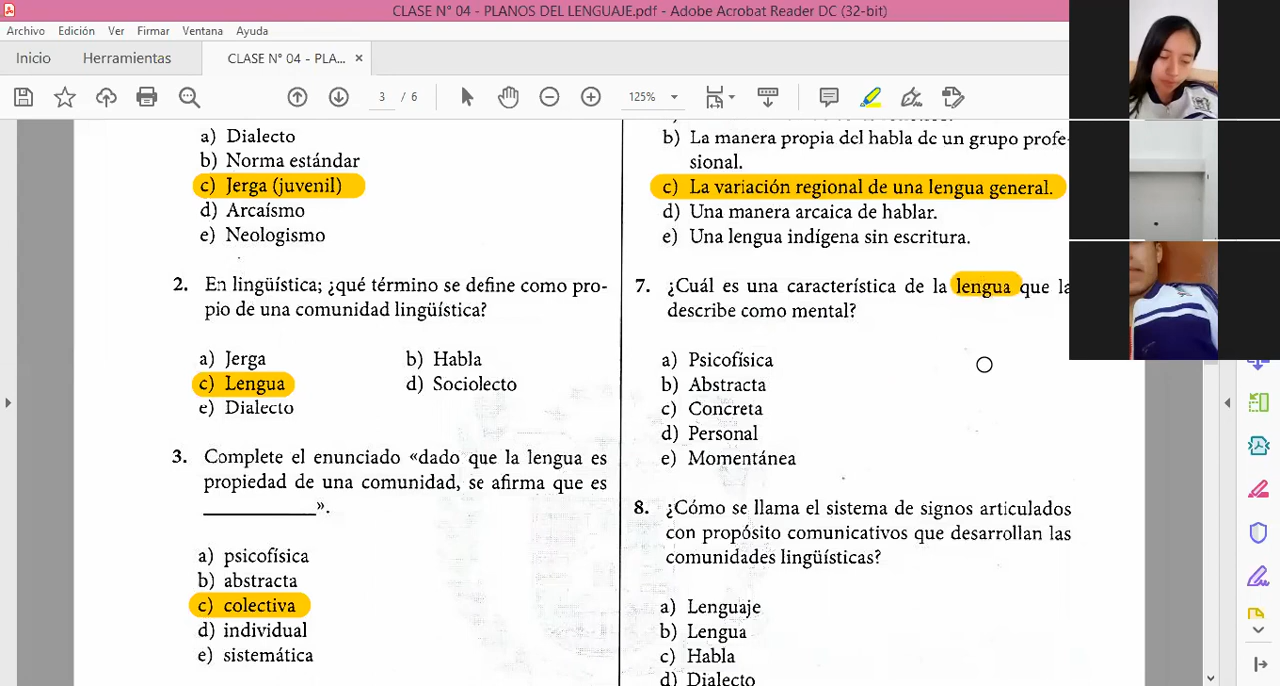 CLASE N° 04 - PLANOS DEL LENGUAJE.pdf - Adobe Acrobat Reader DC (32-bit)
Archivo Edición Ver Firmar Ventana Ayuda
Inicio Herramientas CLASE N° 04 - PLA... ×
3 / 6 125%
a) Dialecto
b) Norma estándar
c) Jerga (juvenil)
d) Arcaísmo
e) Neologismo
2. En lingüística; ¿qué término se define como pro-
pio de una comunidad lingüística?
a) Jerga b) Habla
c) Lengua d) Sociolecto
e) Dialecto
3. Complete el enunciado «dado que la lengua es
propiedad de una comunidad, se afirma que es
____________».
a) psicofísica
b) abstracta
c) colectiva
d) individual
e) sistemática
b) La manera propia del habla de un grupo profe-
sional.
c) La variación regional de una lengua general.
d) Una manera arcaica de hablar.
e) Una lengua indígena sin escritura.
7. ¿Cuál es una característica de la lengua que la
describe como mental?
a) Psicofísica
b) Abstracta
c) Concreta
d) Personal
e) Momentánea
8. ¿Cómo se llama el sistema de signos articulados
con propósito comunicativos que desarrollan las
comunidades lingüísticas?
a) Lenguaje
b) Lengua
c) Habla
d) Dialecto